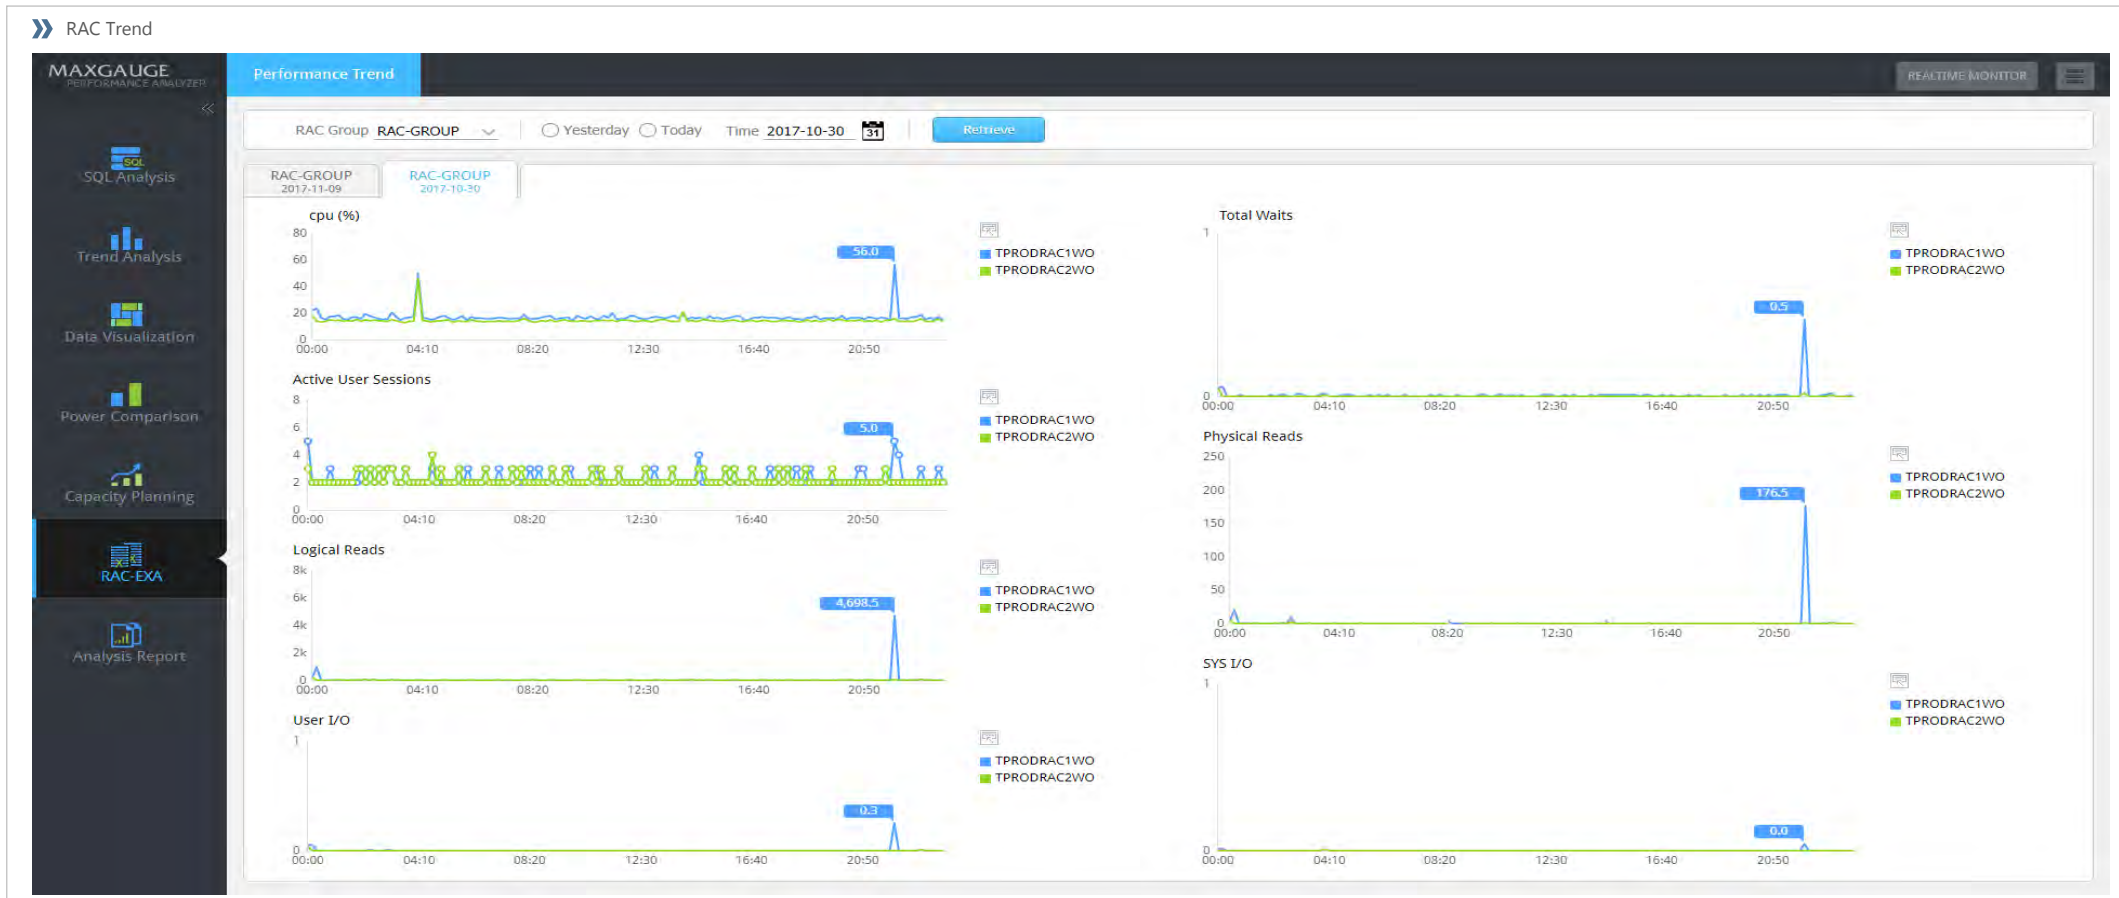 RAC Trend
MAXGAUGE
PERFORMANCE ANALYZER
Performance Trend
REALTIME MONITOR
RAC Group RAC-GROUP Yesterday Today Time 2017-10-30 31 Retrieve
SQL
SQL Analysis
Trend Analysis
Data Visualization
Power Comparison
Capacity Planning
RAC-EXA
Analysis Report
RAC-GROUP
2017-11-09
RAC-GROUP
2017-10-30
cpu (%)
80
60
40
20
0
56.0
00:00 04:10 08:20 12:30 16:40 20:50
TPRODRAC1WO
TPRODRAC2WO
Active User Sessions
8
6
4
2
0
5.0
00:00 04:10 08:20 12:30 16:40 20:50
TPRODRAC1WO
TPRODRAC2WO
Logical Reads
8k
6k
4k
2k
0
4,698.5
00:00 04:10 08:20 12:30 16:40 20:50
TPRODRAC1WO
TPRODRAC2WO
User I/O
1
0
0.3
00:00 04:10 08:20 12:30 16:40 20:50
TPRODRAC1WO
TPRODRAC2WO
Total Waits
1
0
0.5
00:00 04:10 08:20 12:30 16:40 20:50
TPRODRAC1WO
TPRODRAC2WO
Physical Reads
250
200
150
100
50
0
176.5
00:00 04:10 08:20 12:30 16:40 20:50
TPRODRAC1WO
TPRODRAC2WO
SYS I/O
1
0
0.0
00:00 04:10 08:20 12:30 16:40 20:50
TPRODRAC1WO
TPRODRAC2WO